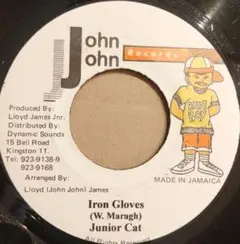 John
John
Records
Produced By:
Lloyd James Jnr.
Distributed By:
Dynamic Sounds
15 Bell Road
Kingston 11.
Tel: 923-9138-9
923-9168
Arranged By:
Lloyd (John John) James
MADE IN JAMAICA
Iron Gloves
(W. Maragh)
Junior Cat
All Rights Reserved